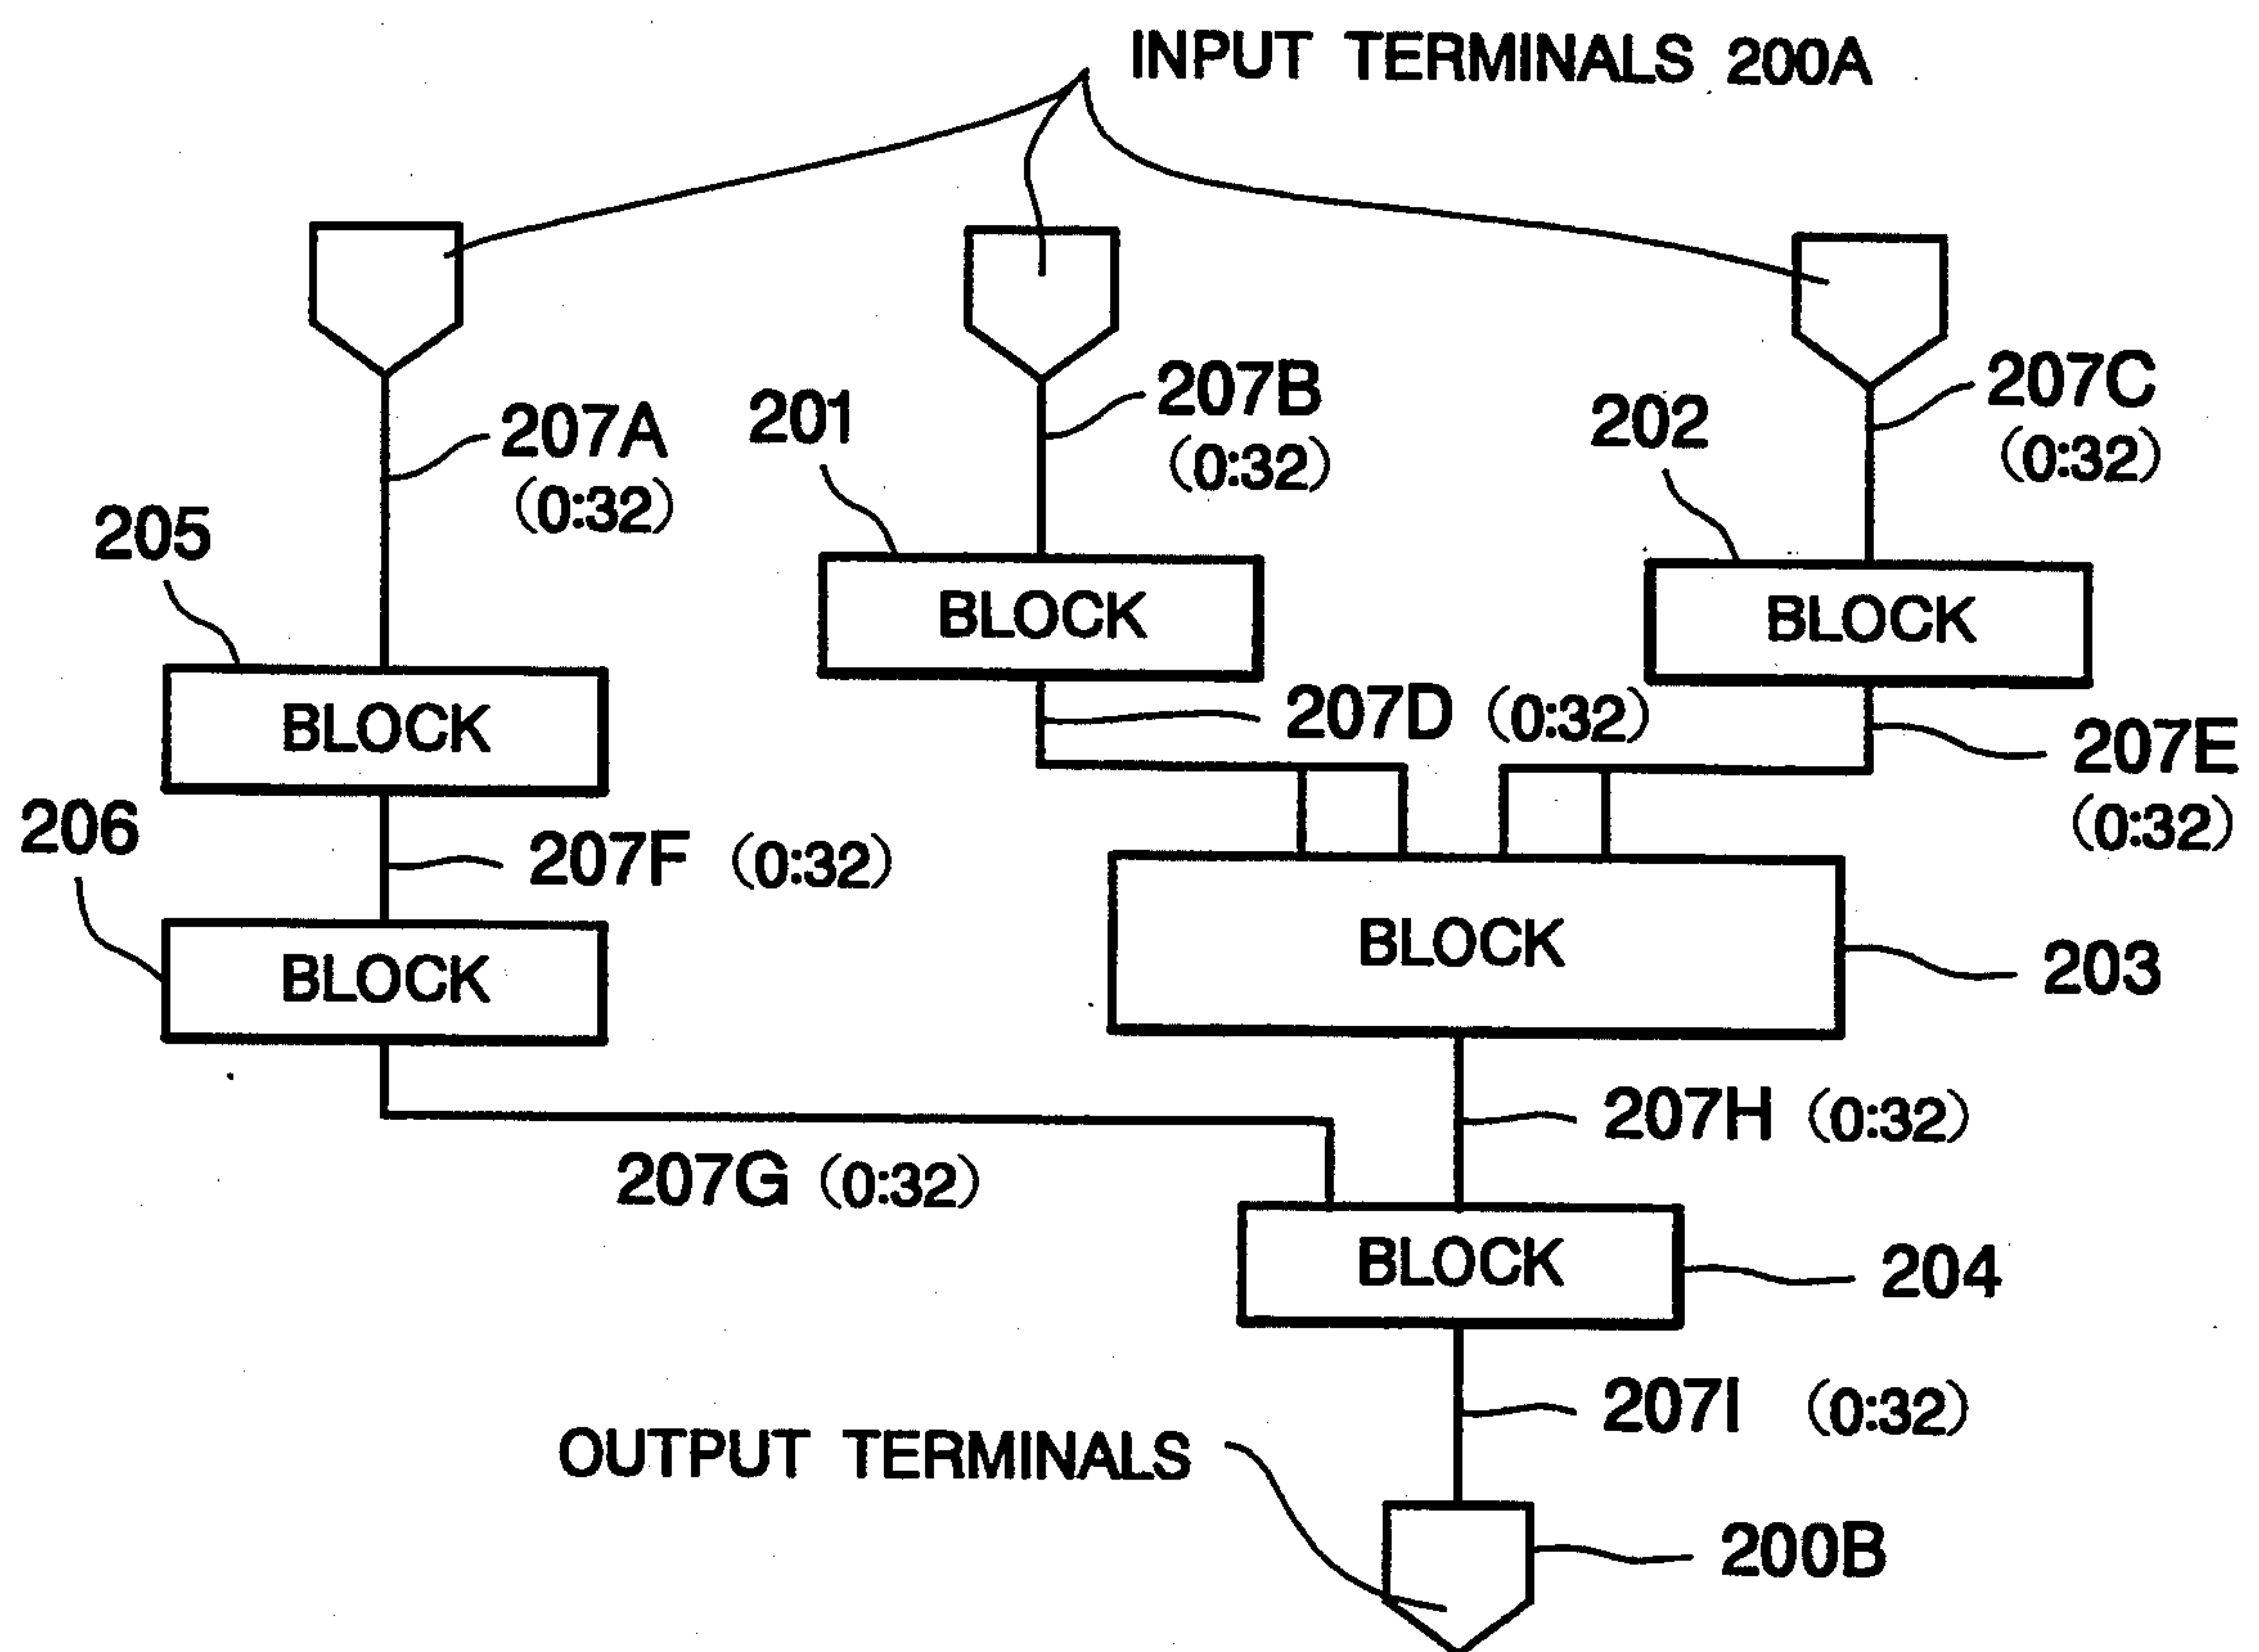 INPUT TERMINALS 200A
207A
(0:32)
201
207B
(0:32)
202
207C
(0:32)
205
BLOCK
BLOCK
BLOCK
207D (0:32)
207E
(0:32)
206
207F (0:32)
BLOCK
BLOCK
203
207G (0:32)
207H (0:32)
BLOCK
204
207I (0:32)
OUTPUT TERMINALS
200B